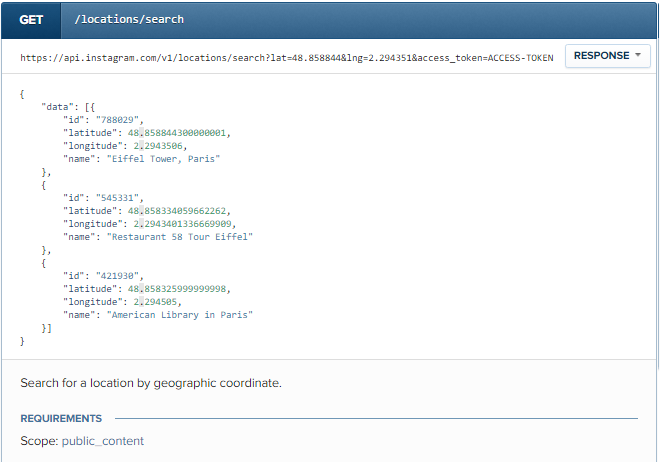 GET /locations/search
https://api.instagram.com/v1/locations/search?lat=48.858844&lng=2.294351&access_token=ACCESS-TOKEN RESPONSE
{
"data": [{
"id": "788029",
"latitude": 48.858844300000001,
"longitude": 2.2943506,
"name": "Eiffel Tower, Paris"
},
{
"id": "545331",
"latitude": 48.858334059662262,
"longitude": 2.2943401336669909,
"name": "Restaurant 58 Tour Eiffel"
},
{
"id": "421930",
"latitude": 48.858325999999998,
"longitude": 2.294505,
"name": "American Library in Paris"
}]
}
Search for a location by geographic coordinate.
REQUIREMENTS
Scope: public_content